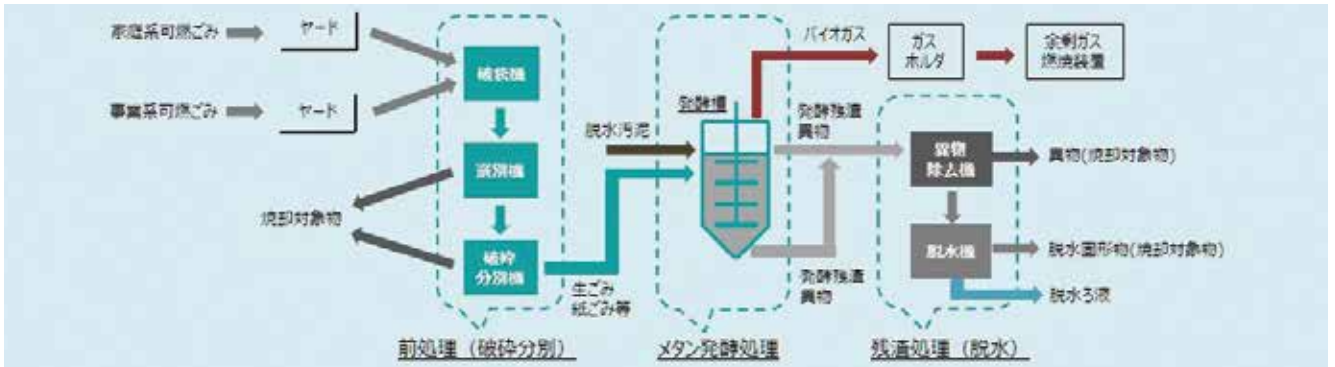 家庭系可燃ごみ
ヤード
事業系可燃ごみ
ヤード
破袋機
選別機
破砕
分別機
焼却対象物
生ごみ
紙ごみ等
前処理（破砕分別）
脱水汚泥
発酵槽
バイオガス
ガス
ホルダ
余剰ガス
燃焼装置
発酵残渣
異物
発酵残渣
異物
メタン発酵処理
異物
除去機
異物(焼却対象物)
脱水機
脱水固形物(焼却対象物)
脱水ろ液
残渣処理（脱水）